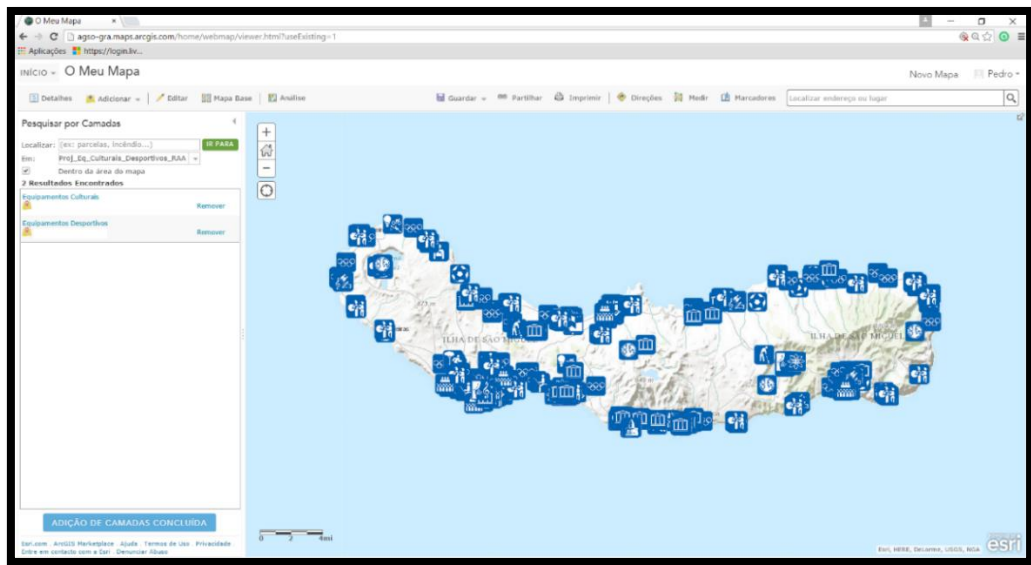 O Meu Mapa
agso-gra.maps.arcgis.com/home/webmap/viewer.html?useExisting=1
Aplicações https://login.liv...
INÍCIO O Meu Mapa
Novo Mapa Pedro
Detalhes Adicionar Editar Mapa Base Análise Guardar Partilhar Imprimir Direções Medir Marcadores Localizar endereço ou lugar
Pesquisar por Camadas
Localizar: (ex: parcelas, incêndio...) IR PARA
Em: Proj_Eq_Culturais_Desportivos_RAA
Dentro da área do mapa
2 Resultados Encontrados
Equipamentos Culturais
Remover
Equipamentos Desportivos
Remover
ILHA DE SÃO MIGUEL
ADIÇÃO DE CAMADAS CONCLUÍDA
0 2 4mi
Esri.com . ArcGIS Marketplace . Ajuda . Termos de Uso . Privacidade
Entre em contacto com a Esri . Denunciar Abuso
Esri, HERE, DeLorme, USGS, NGA
esri